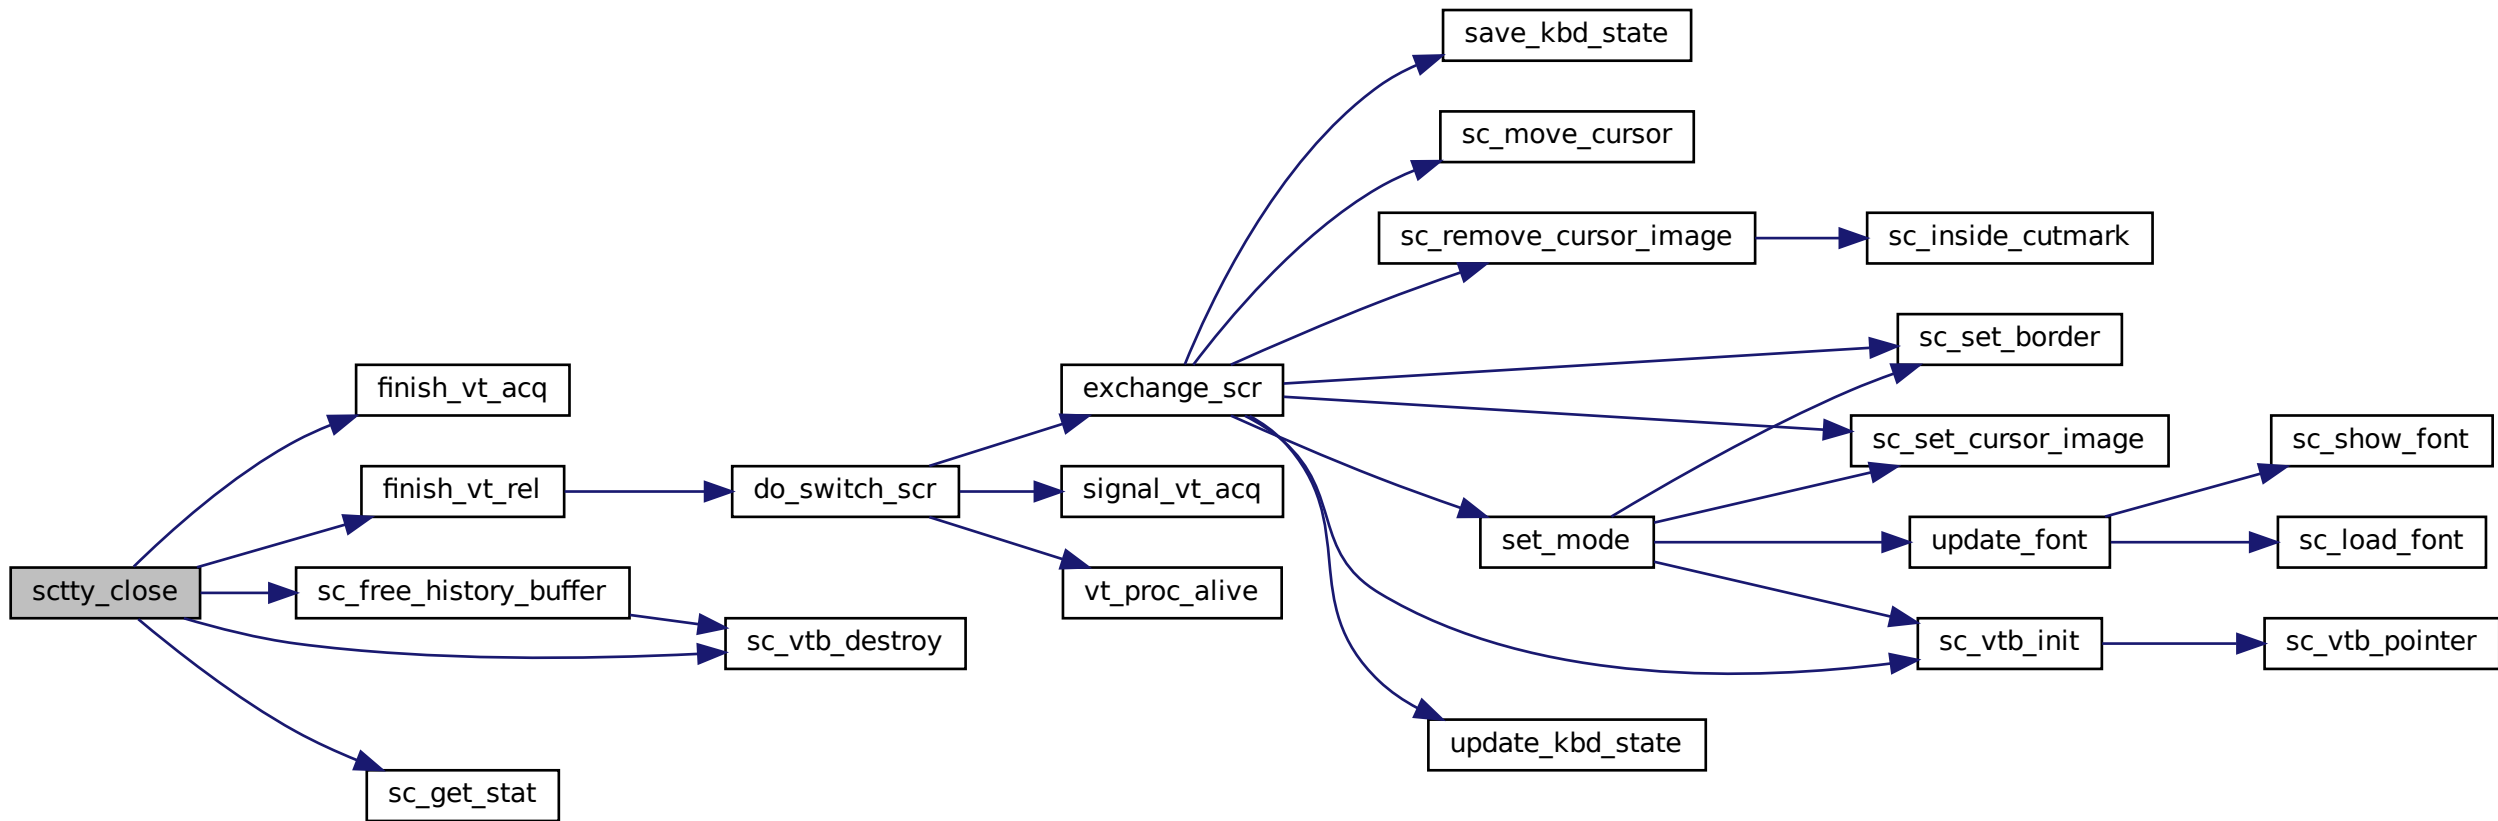 sctty_close
finish_vt_acq
finish_vt_rel
sc_free_history_buffer
sc_vtb_destroy
sc_get_stat
do_switch_scr
exchange_scr
signal_vt_acq
vt_proc_alive
save_kbd_state
sc_move_cursor
sc_remove_cursor_image
sc_inside_cutmark
sc_set_border
sc_set_cursor_image
set_mode
update_font
sc_show_font
sc_load_font
sc_vtb_init
sc_vtb_pointer
update_kbd_state